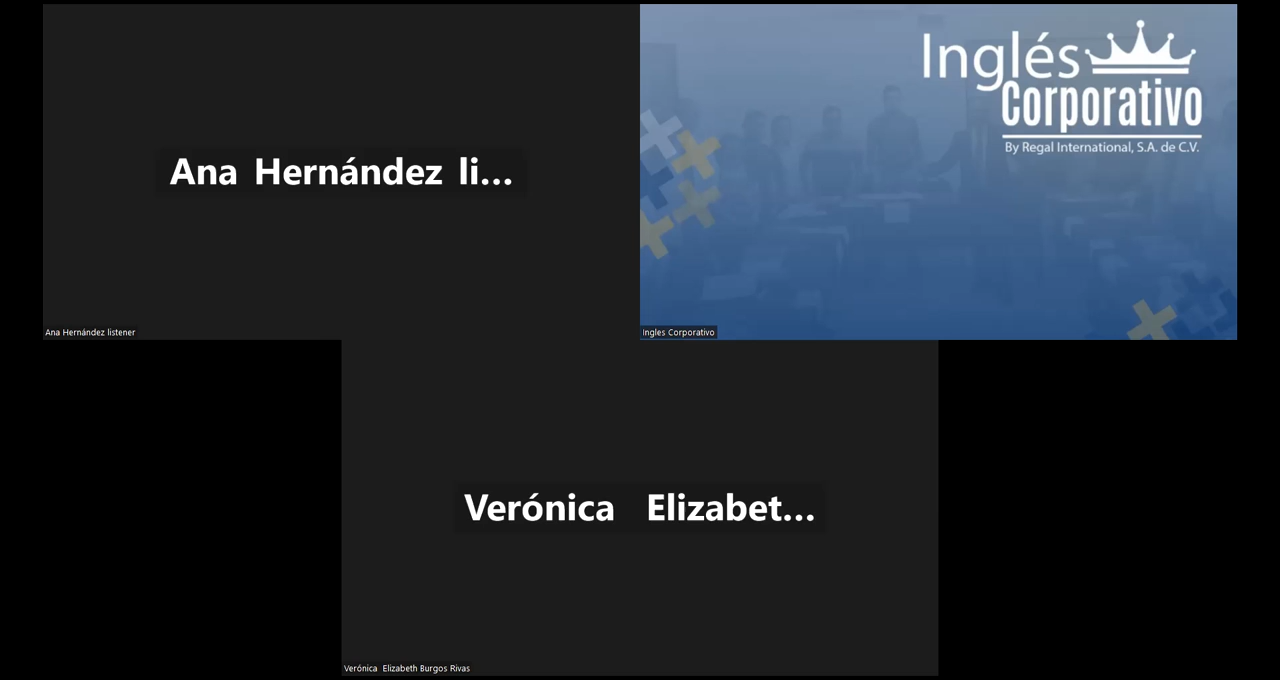 Ana Hernández li...
Ana Hernández listener
Inglés
Corporativo
By Regal International, S.A. de C.V.
Ingles Corporativo
Verónica Elizabet...
Verónica Elizabeth Burgos Rivas